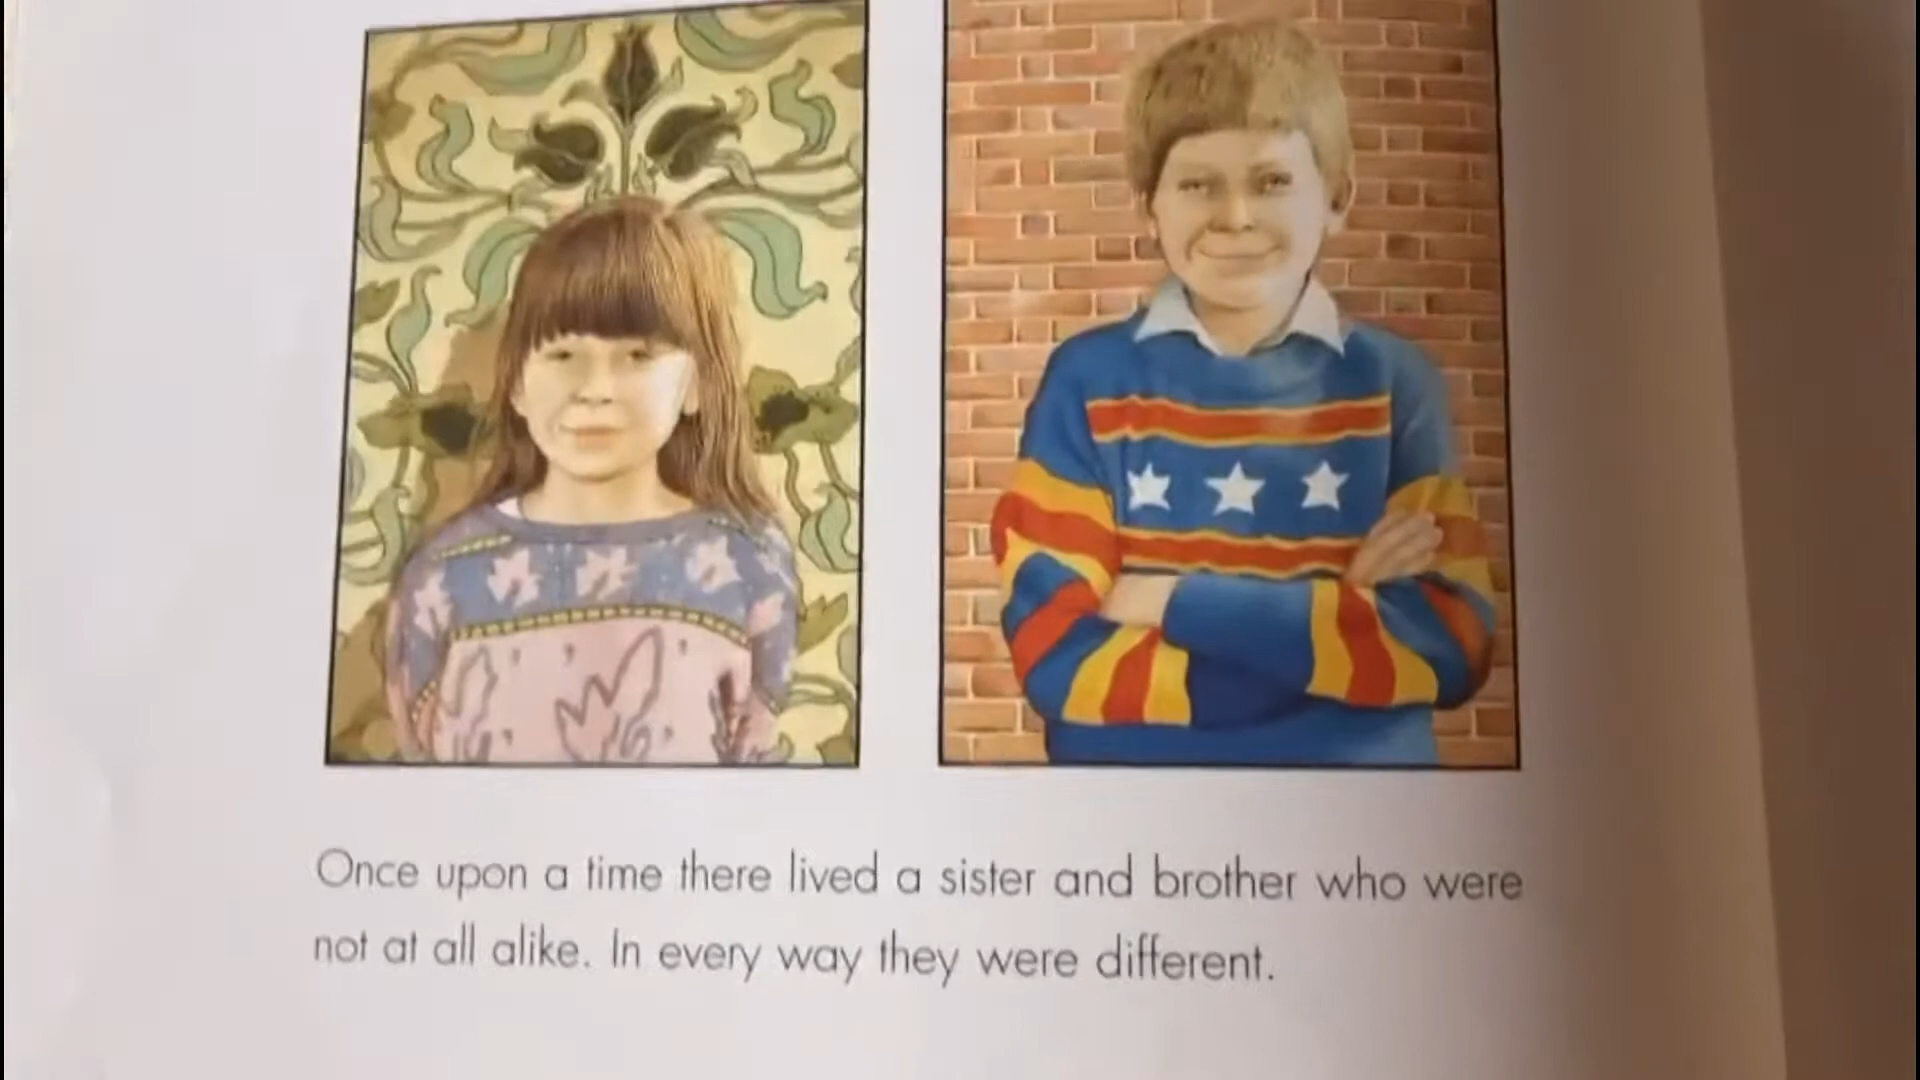 Once upon a time there lived a sister and brother who were
not at all alike. In every way they were different.